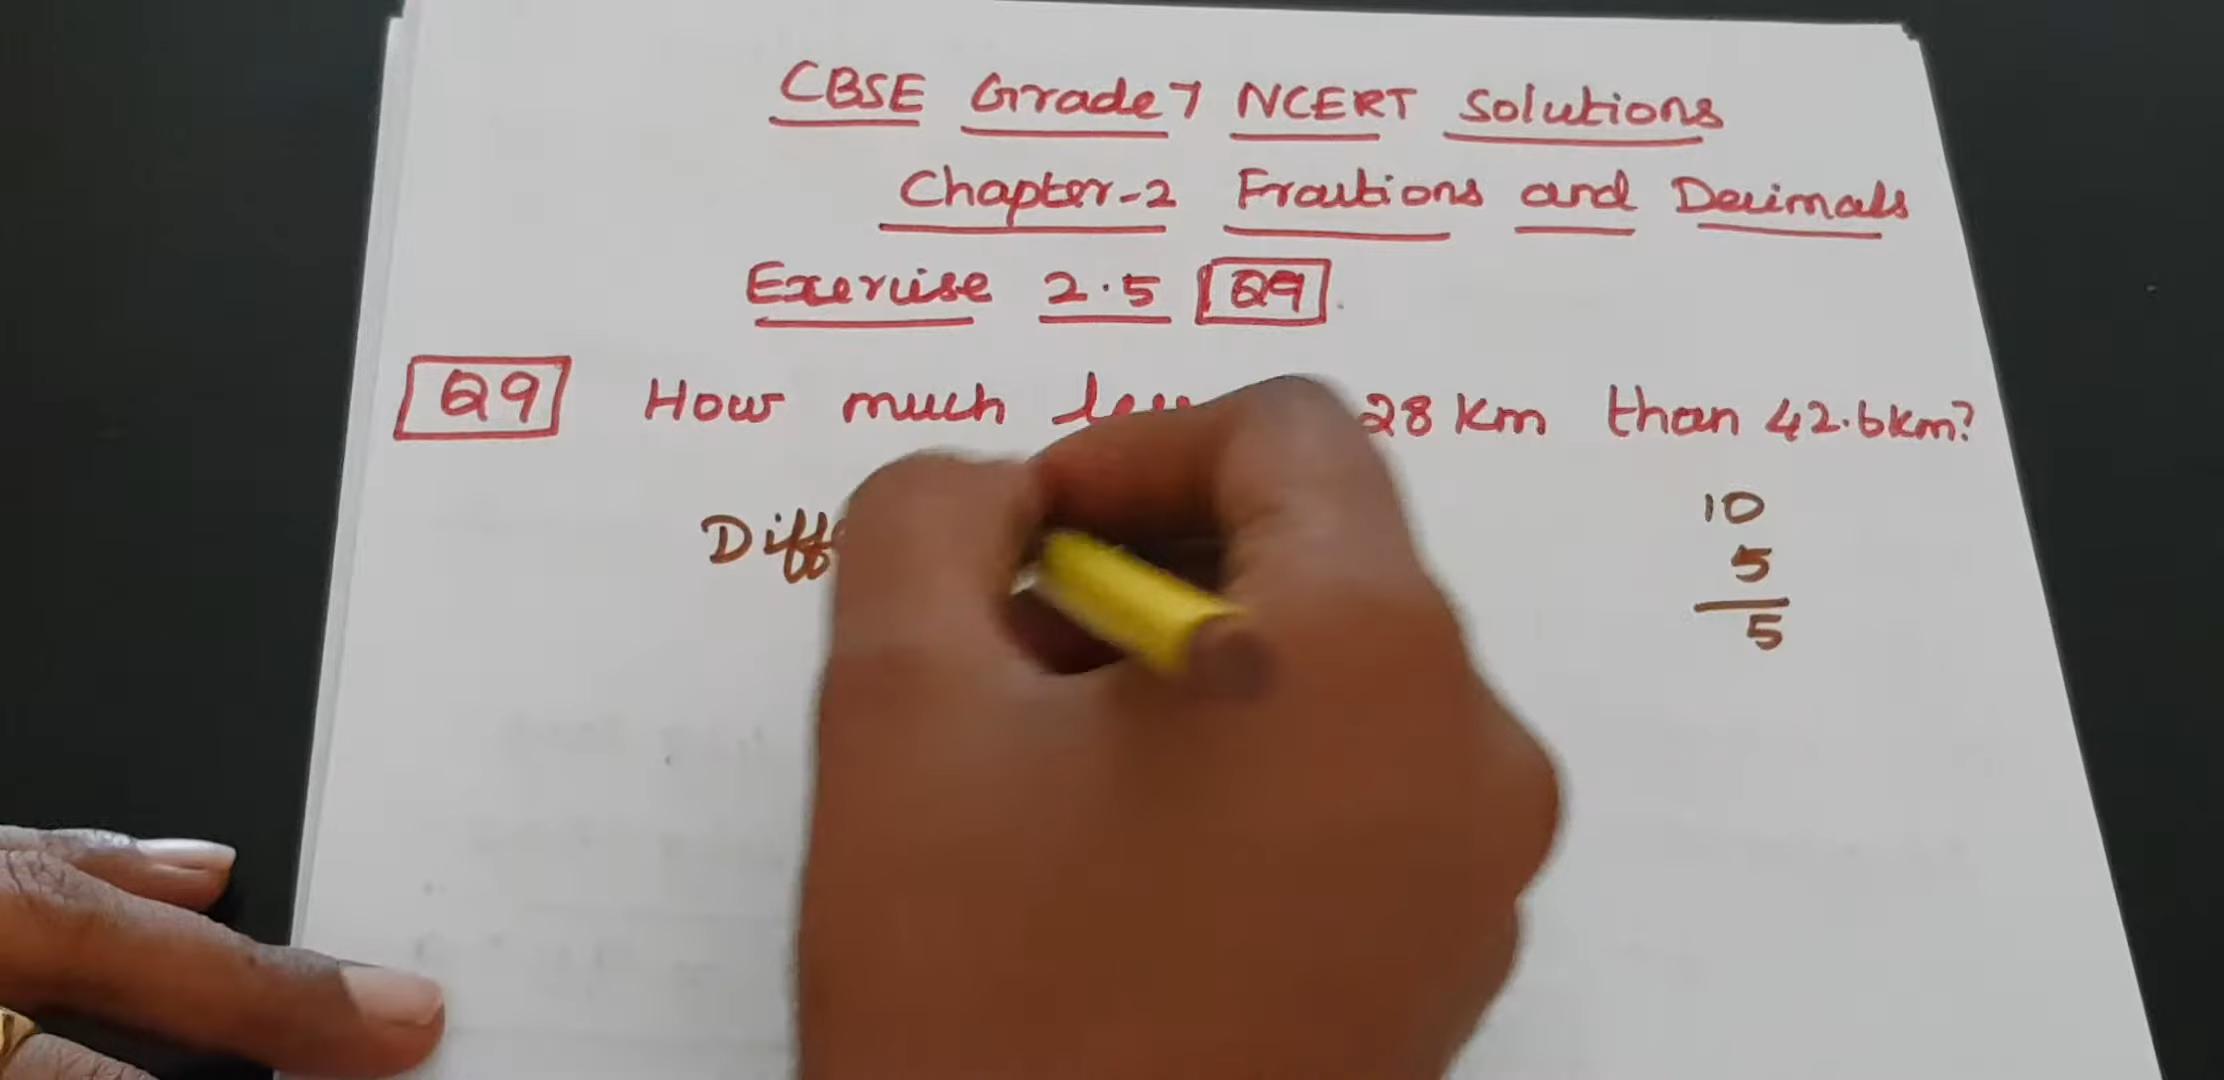 CBSE Grade 7 NCERT Solutions
Chapter-2 Fractions and Decimals
Exercise 2.5 Q9
Q9 How much 28 km than 42.6km?
10
5
5